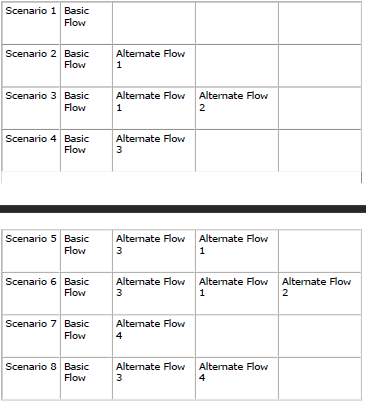 Scenario 1 Basic
Flow
Scenario 2 Basic Alternate Flow
Flow 1
Scenario 3 Basic Alternate Flow Alternate Flow
Flow 1 2
Scenario 4 Basic Alternate Flow
Flow 3
Scenario 5 Basic Alternate Flow Alternate Flow
Flow 3 1
Scenario 6 Basic Alternate Flow Alternate Flow Alternate Flow
Flow 3 1 2
Scenario 7 Basic Alternate Flow
Flow 4
Scenario 8 Basic Alternate Flow Alternate Flow
Flow 3 4